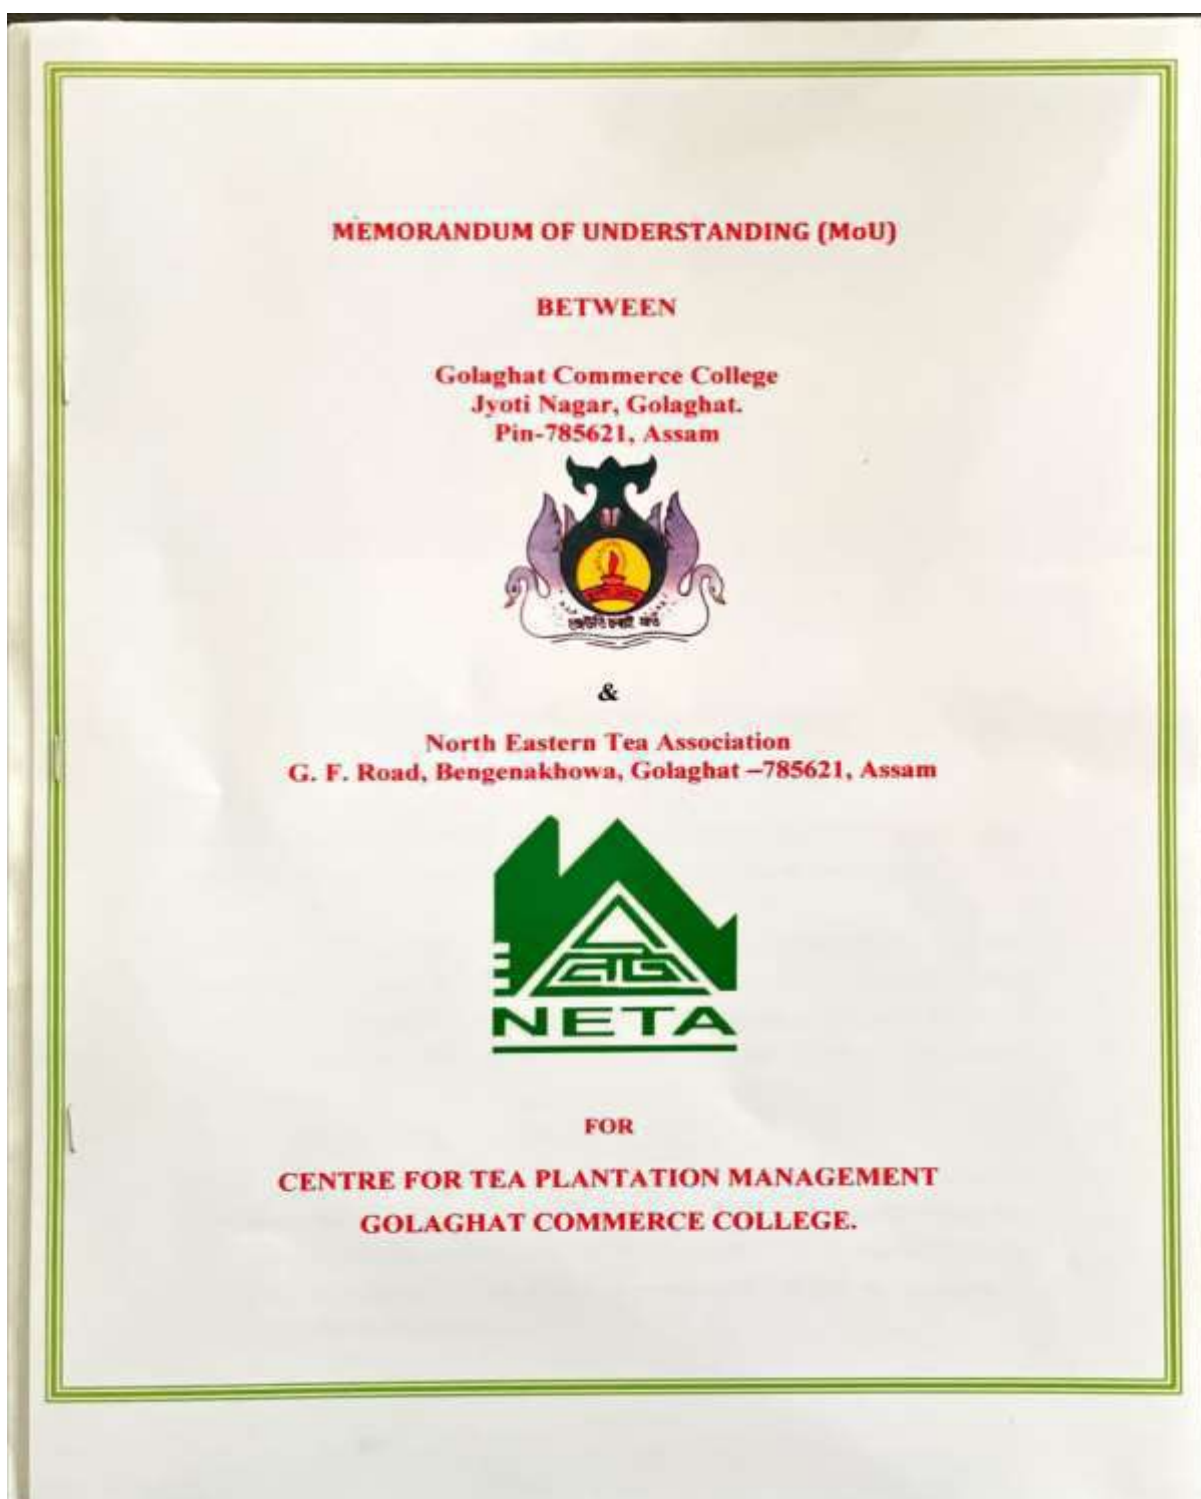 MEMORANDUM OF UNDERSTANDING (MoU)
BETWEEN
Golaghat Commerce College
Jyoti Nagar, Golaghat.
Pin-785621, Assam
&
North Eastern Tea Association
G. F. Road, Bengenakhowa, Golaghat –785621, Assam
NETA
FOR
CENTRE FOR TEA PLANTATION MANAGEMENT
GOLAGHAT COMMERCE COLLEGE.